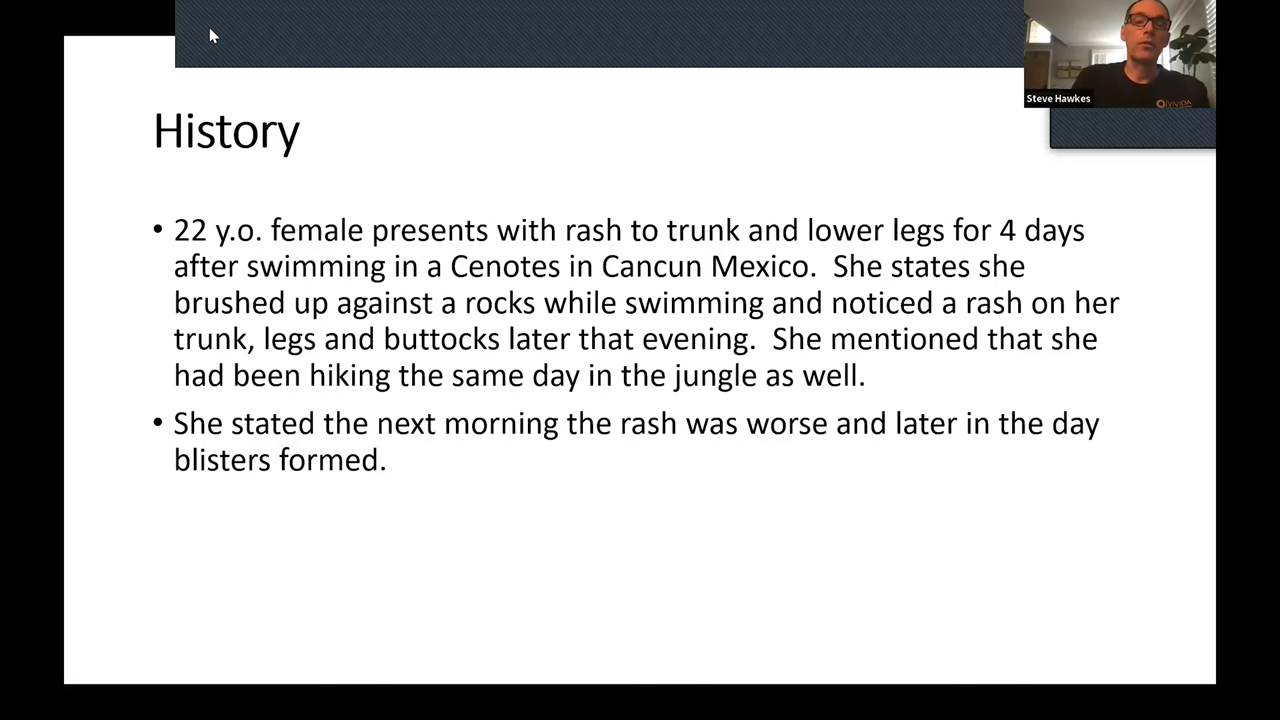 Steve Hawkes
History
• 22 y.o. female presents with rash to trunk and lower legs for 4 days
after swimming in a Cenotes in Cancun Mexico.  She states she
brushed up against a rocks while swimming and noticed a rash on her
trunk, legs and buttocks later that evening.  She mentioned that she
had been hiking the same day in the jungle as well.
• She stated the next morning the rash was worse and later in the day
blisters formed.